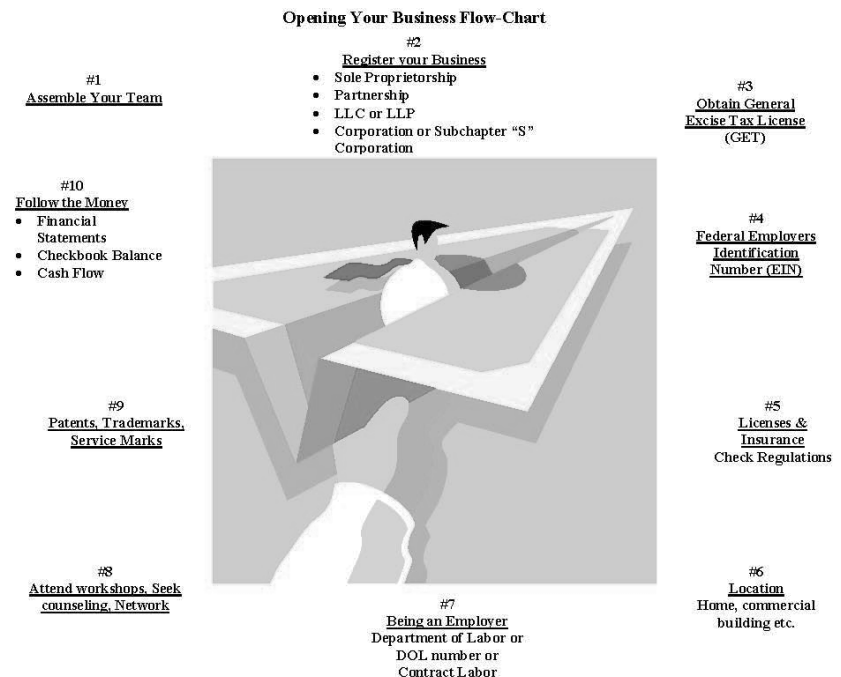 Opening Your Business Flow-Chart
#1
Assemble Your Team
#2
Register your Business
• Sole Proprietorship
• Partnership
• LLC or LLP
• Corporation or Subchapter “S”
Corporation
#3
Obtain General
Excise Tax License
(GET)
#4
Federal Employers
Identification
Number (EIN)
#5
Licenses &
Insurance
Check Regulations
#6
Location
Home, commercial
building etc.
#7
Being an Employer
Department of Labor or
DOL number or
Contract Labor
#8
Attend workshops, Seek
counseling, Network
#9
Patents, Trademarks,
Service Marks
#10
Follow the Money
• Financial
Statements
• Checkbook Balance
• Cash Flow